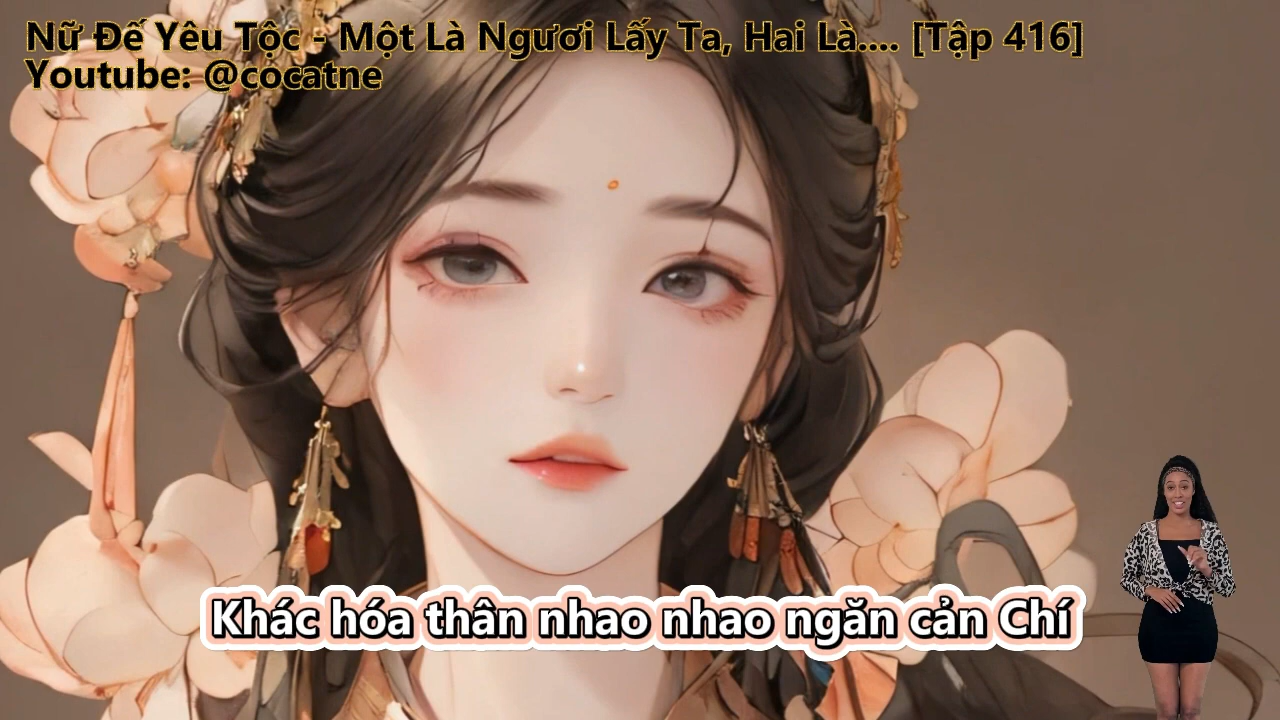 Nữ Đế Yêu Tộc - Một Là Ngươi Lấy Ta, Hai Là.... [Tập 416]
Youtube: @cocatne
Khác hóa thân nhao nhao ngăn cản Chí